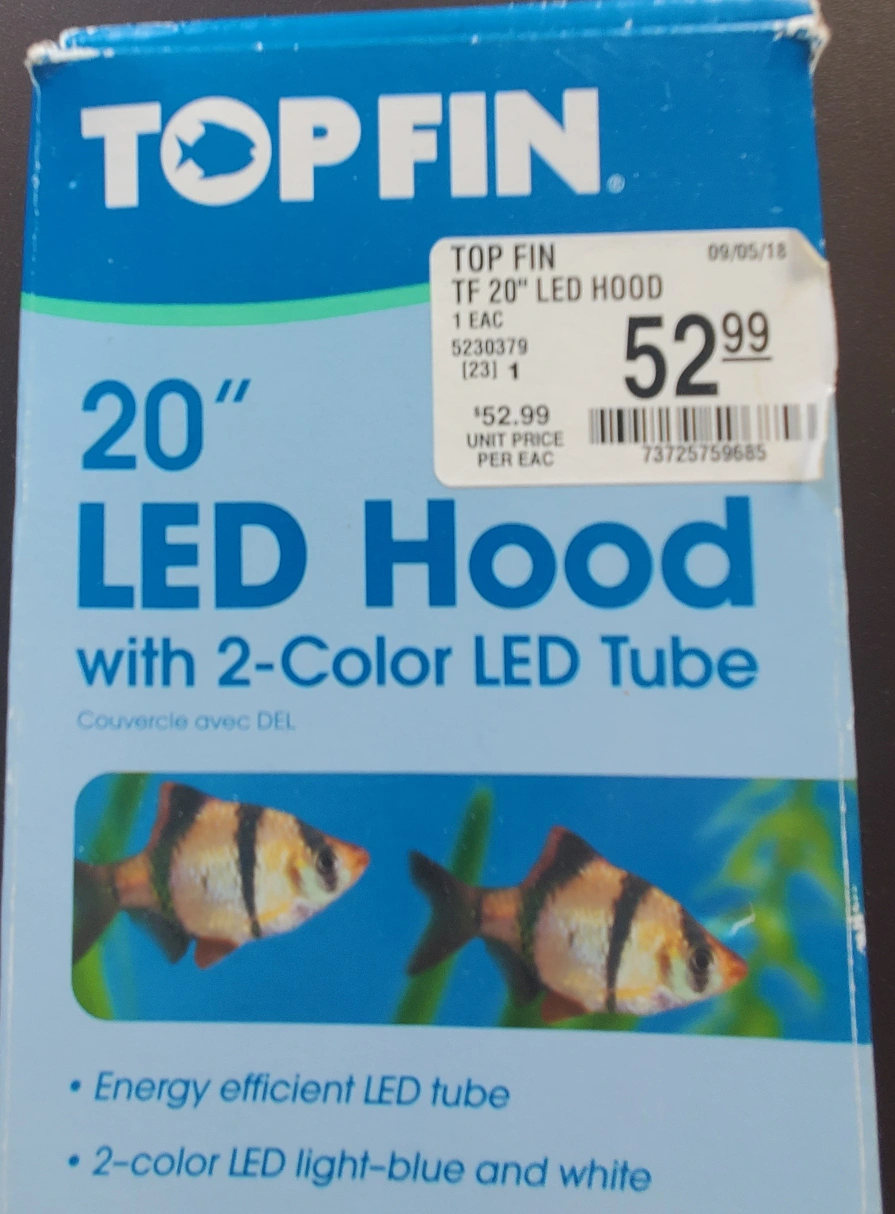 TOP FIN®
TOP FIN 09/05/18
TF 20" LED HOOD
1 EAC
5230379
[23] 1
52 99
$52.99
UNIT PRICE
PER EAC
73725759685
20"
LED Hood
with 2-Color LED Tube
Couvercle avec DEL
• Energy efficient LED tube
• 2-color LED light-blue and white